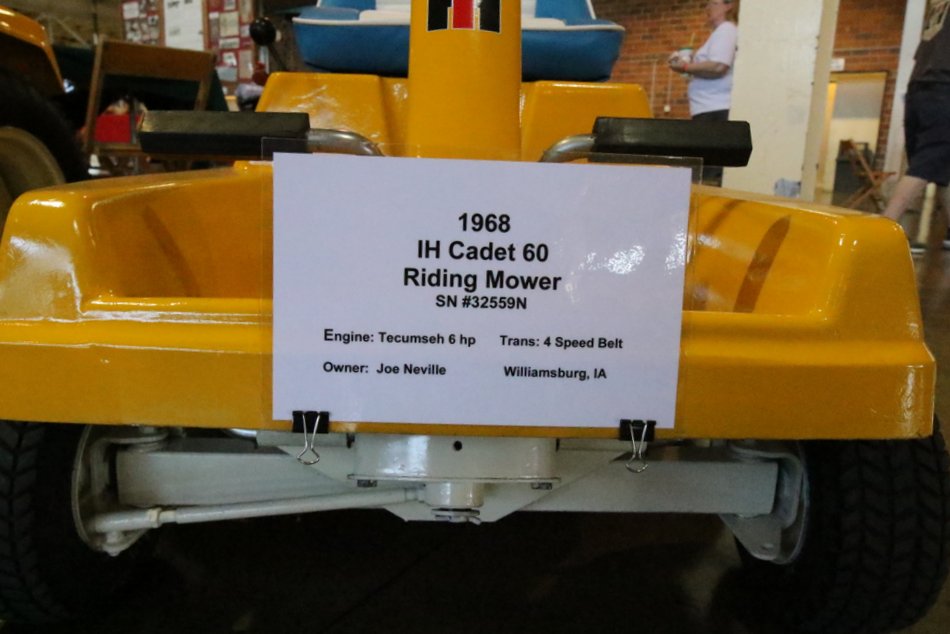 IH
1968
IH Cadet 60
Riding Mower
SN #32559N
Engine: Tecumseh 6 hp Trans: 4 Speed Belt
Owner: Joe Neville Williamsburg, IA